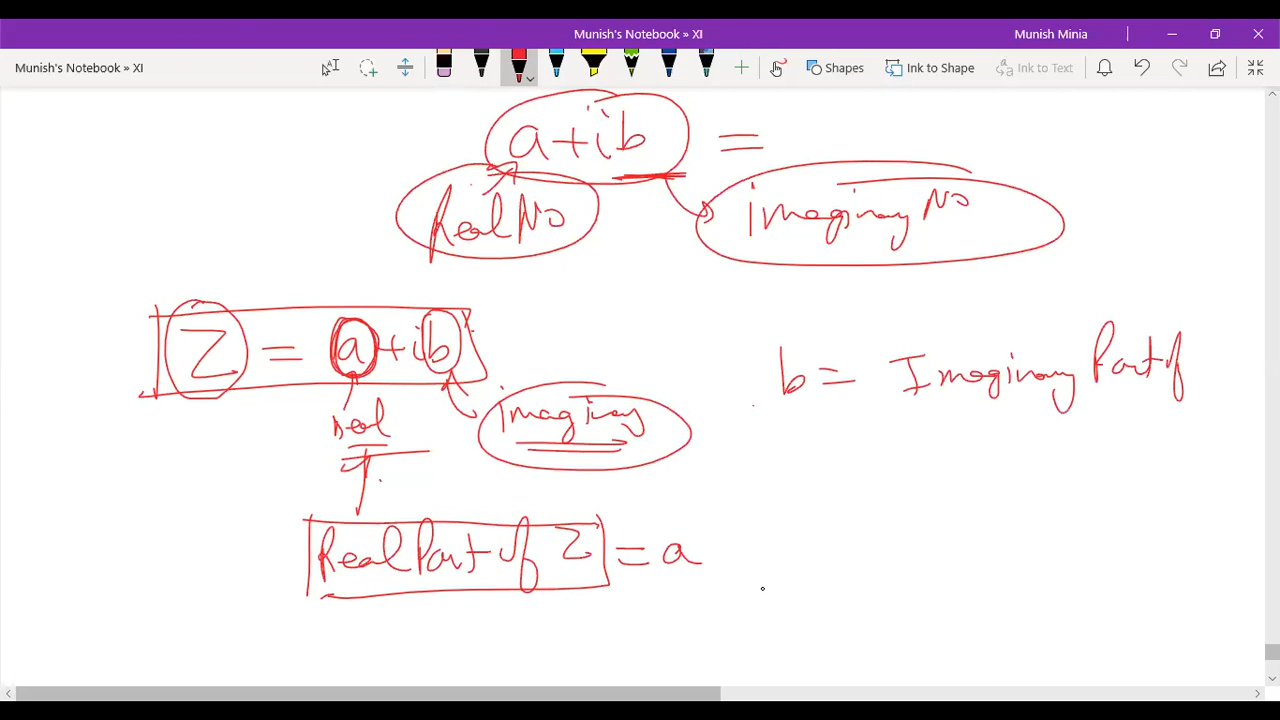 Munish's Notebook » XI
Munish Minia
Munish's Notebook » XI
Shapes
Ink to Shape
Ink to Text
a+ib =
Real No
imaginary No
Z = a+ib
b = Imaginary Part of
real
imaginary
Real Part of Z = a